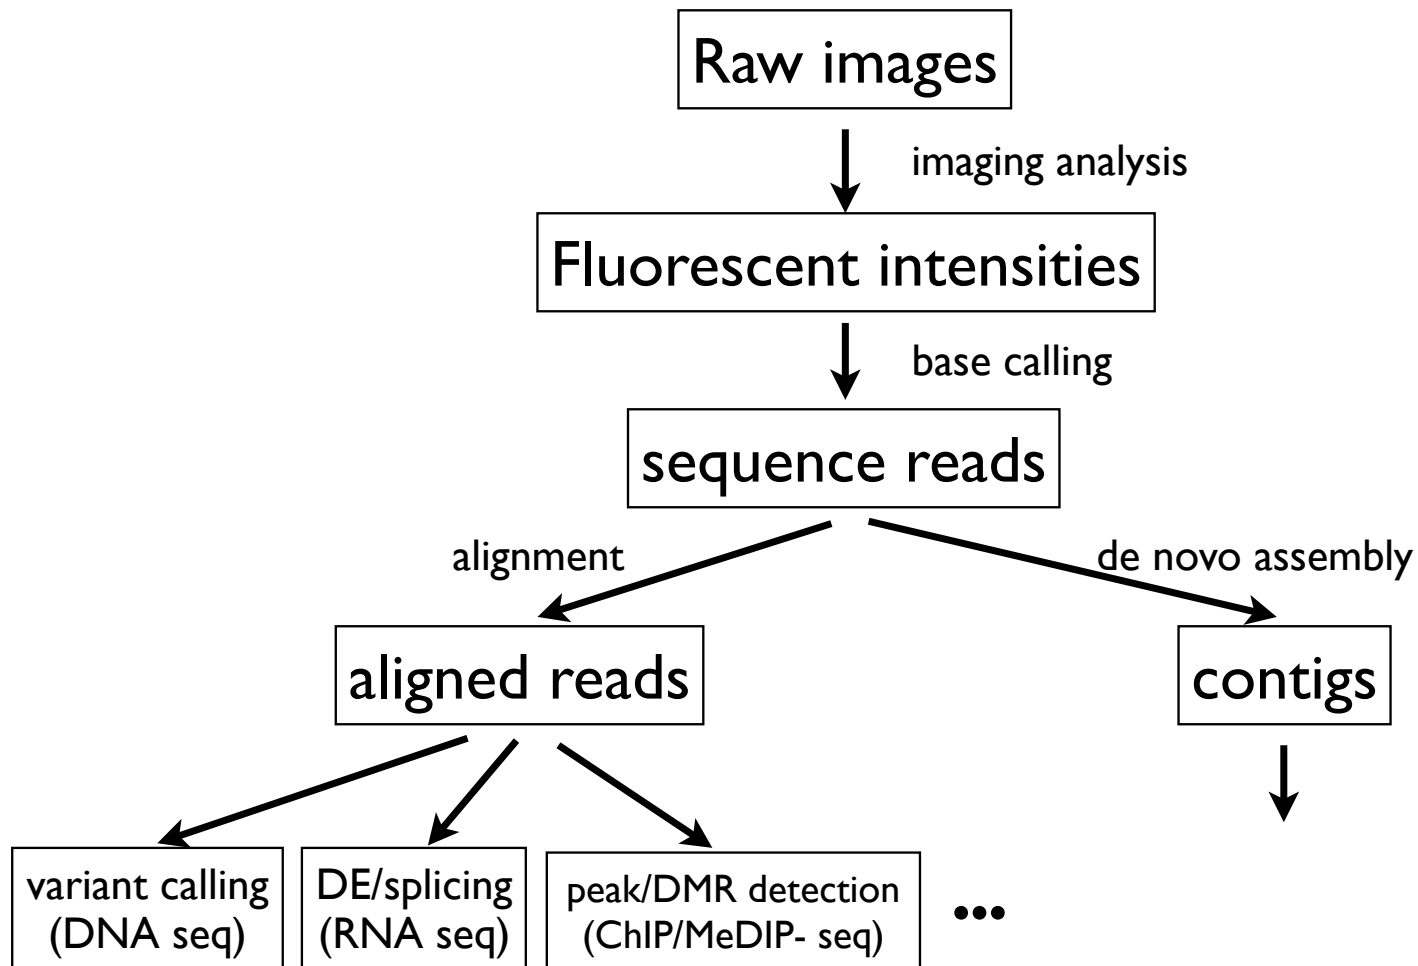 Raw images
imaging analysis
Fluorescent intensities
base calling
sequence reads
alignment
de novo assembly
aligned reads
contigs
variant calling
(DNA seq)
DE/splicing
(RNA seq)
peak/DMR detection
(ChIP/MeDIP- seq)
...